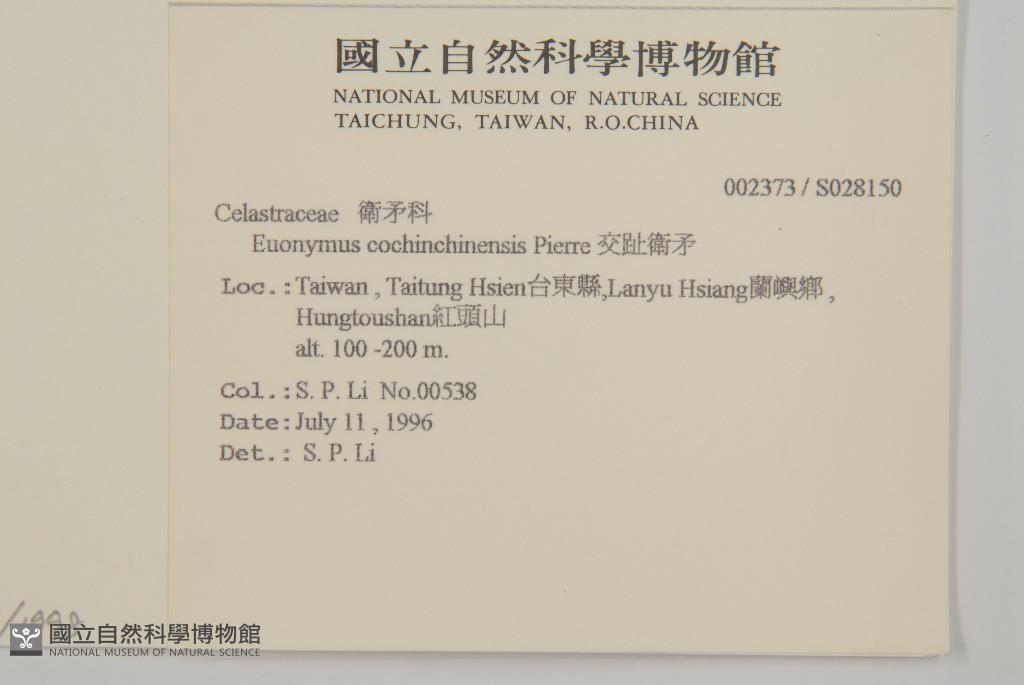 國立自然科學博物館
NATIONAL MUSEUM OF NATURAL SCIENCE
TAICHUNG, TAIWAN, R.O.CHINA
002373 / S028150
Celastraceae 衛矛科
Euonymus cochinchinensis Pierre 交趾衛矛
Loc.:Taiwan , Taitung Hsien台東縣,Lanyu Hsiang蘭嶼鄉 ,
Hungtoushan紅頭山
alt. 100 -200 m.
Col.:S. P. Li No.00538
Date:July 11 , 1996
Det.: S. P. Li
國立自然科學博物館
NATIONAL MUSEUM OF NATURAL SCIENCE